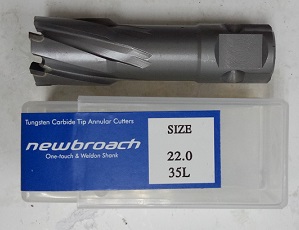 Tungsten Carbide Tip Annular Cutters
newbroach
One-touch & Weldon Shank
SIZE
22.0
35L